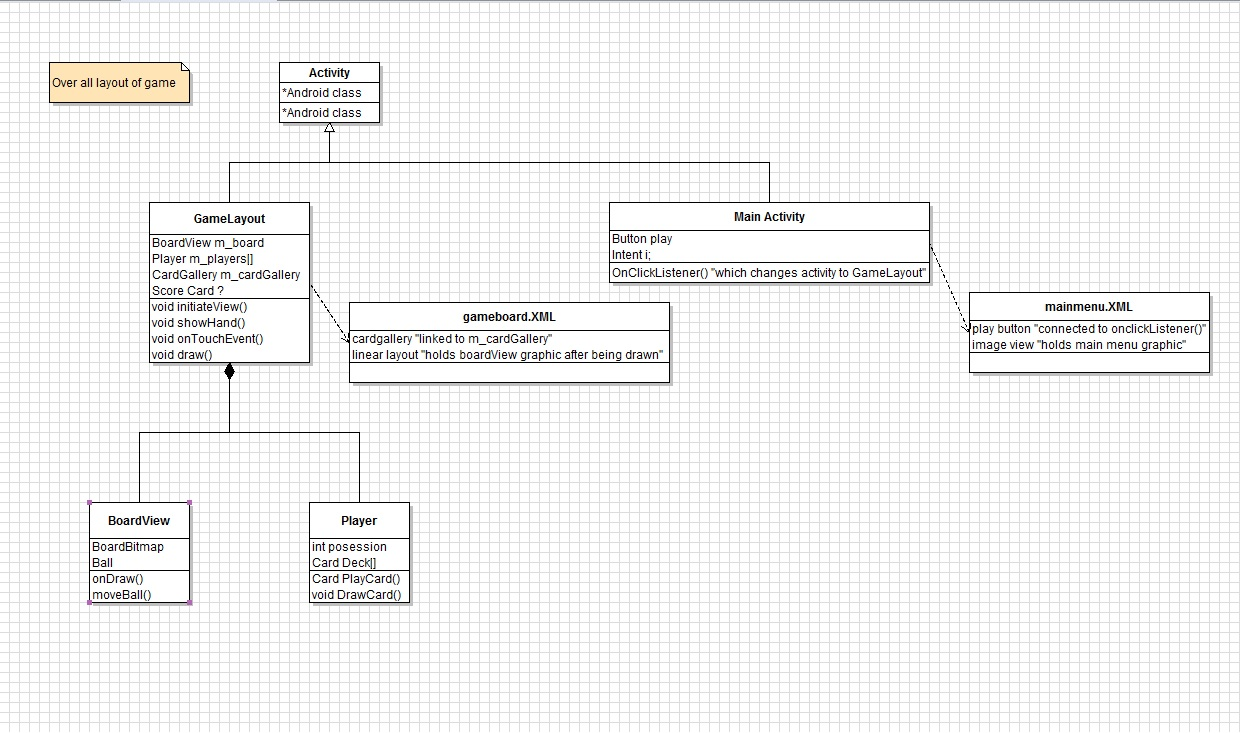 Over all layout of game
Activity
*Android class
*Android class
GameLayout
BoardView m_board
Player m_players[]
CardGallery m_cardGallery
Score Card ?
void initiateView()
void showHand()
void onTouchEvent()
void draw()
Main Activity
Button play
Intent i;
OnClickListener() "which changes activity to GameLayout"
gameboard.XML
cardgallery "linked to m_cardGallery"
linear layout "holds boardView graphic after being drawn"
mainmenu.XML
play button "connected to onclickListener()"
image view "holds main menu graphic"
BoardView
BoardBitmap
Ball
onDraw()
moveBall()
Player
int posession
Card Deck[]
Card PlayCard()
void DrawCard()